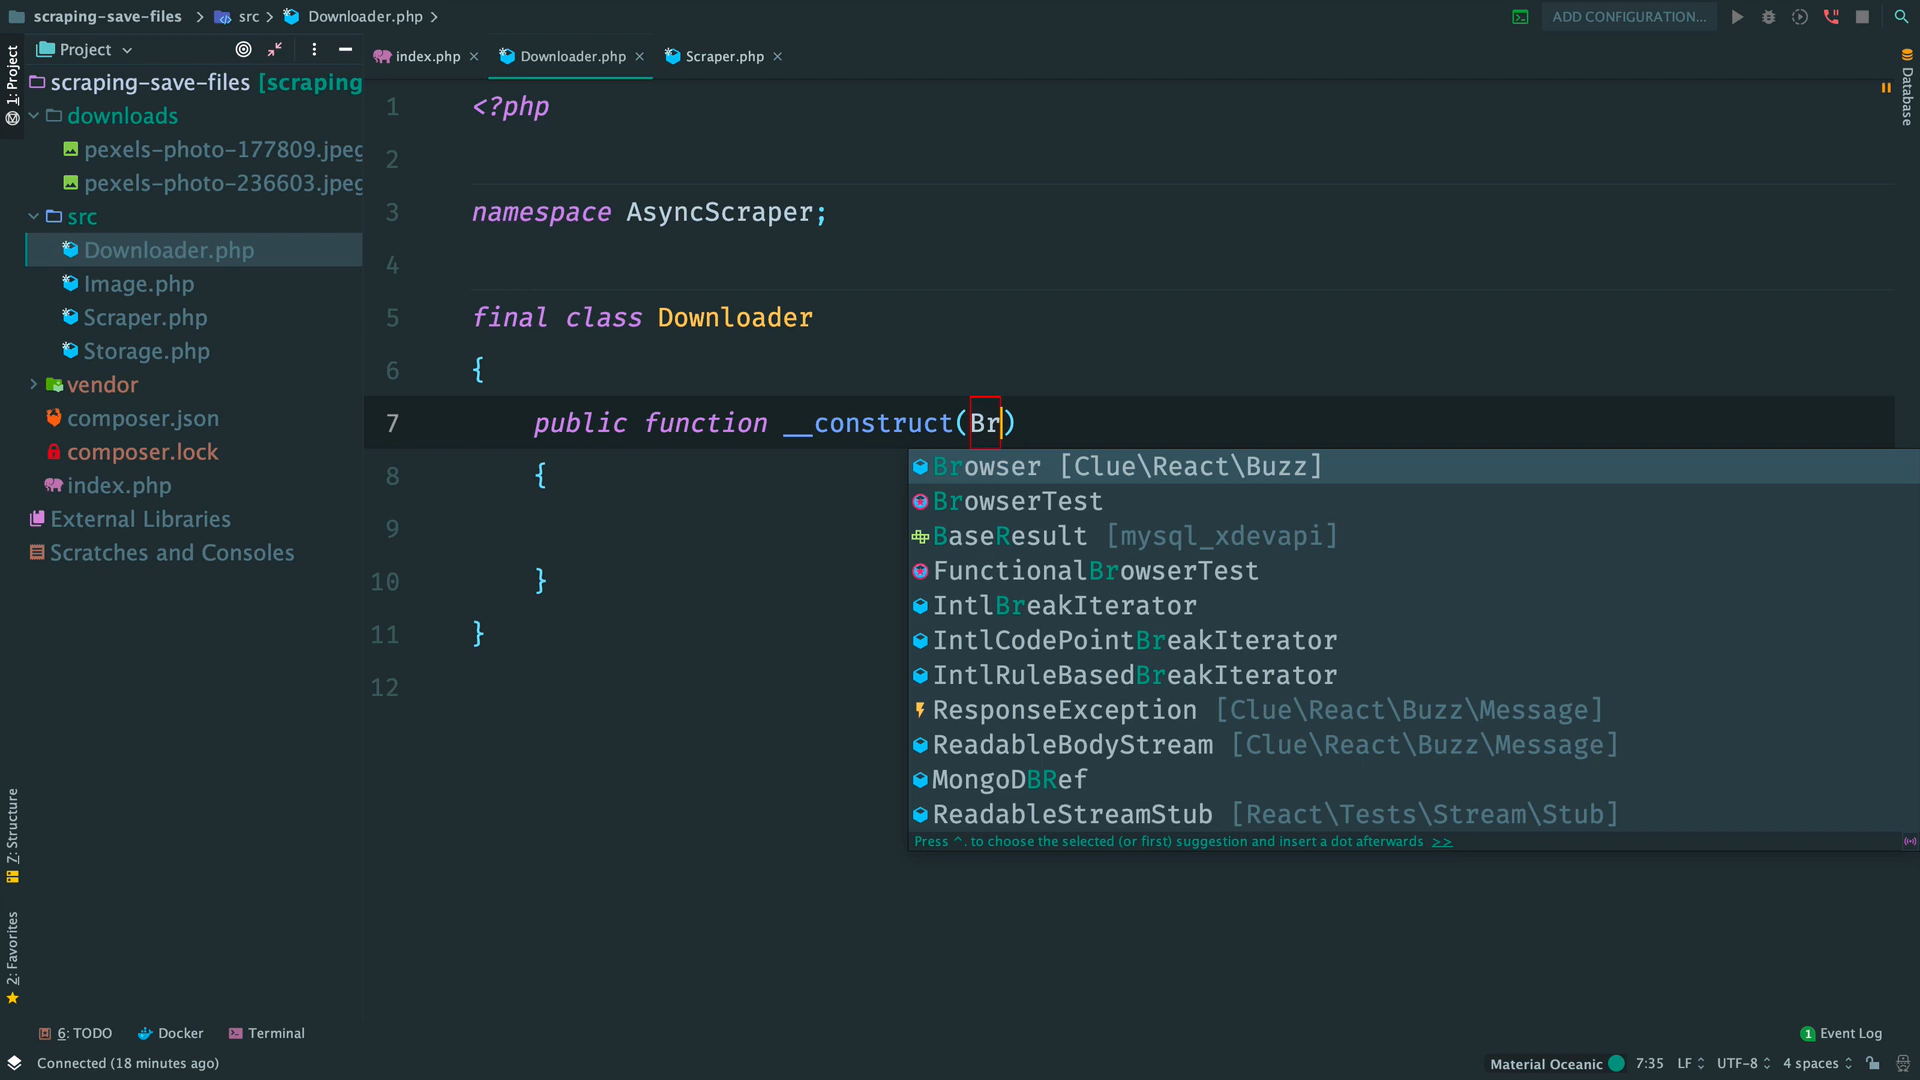 scraping-save-files > src > Downloader.php >
ADD CONFIGURATION...
1: Project
Project
index.php ×
Downloader.php ×
Scraper.php ×
scraping-save-files [scraping
downloads
pexels-photo-177809.jpeg
pexels-photo-236603.jpeg
src
Downloader.php
Image.php
Scraper.php
Storage.php
vendor
composer.json
composer.lock
index.php
External Libraries
Scratches and Consoles
1 <?php
2
3 namespace AsyncScraper;
4
5 final class Downloader
6 {
7 public function __construct(Br)
8 {
9
10 }
11 }
12
Browser [Clue\React\Buzz]
BrowserTest
BaseResult [mysql_xdevapi]
FunctionalBrowserTest
IntlBreakIterator
IntlCodePointBreakIterator
IntlRuleBasedBreakIterator
ResponseException [Clue\React\Buzz\Message]
ReadableBodyStream [Clue\React\Buzz\Message]
MongoDBRef
ReadableStreamStub [React\Tests\Stream\Stub]
Press ^. to choose the selected (or first) suggestion and insert a dot afterwards >>
Database
7: Structure
2: Favorites
6: TODO
Docker
Terminal
1 Event Log
Connected (18 minutes ago)
Material Oceanic
7:35
LF
UTF-8
4 spaces